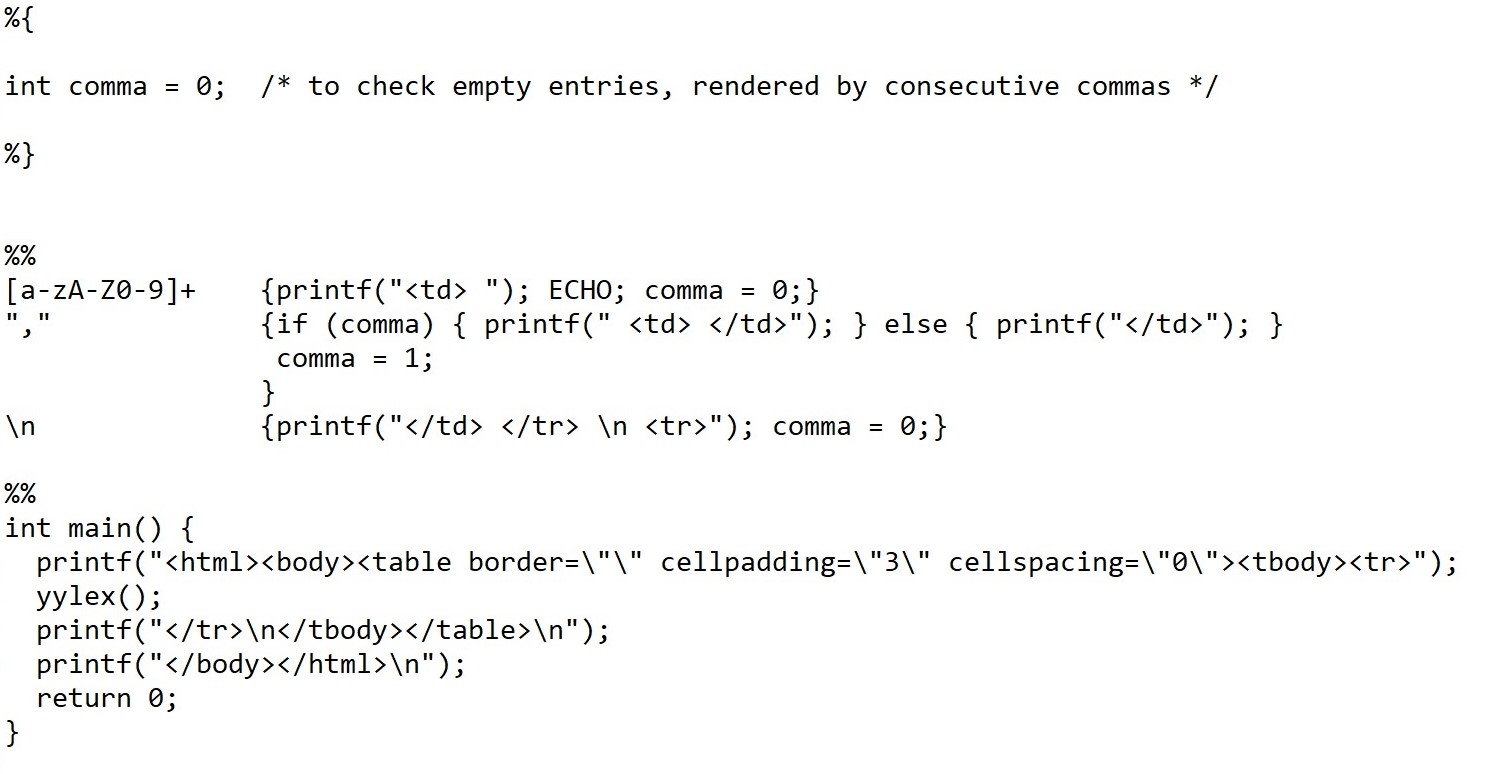 %{
int comma = 0;  /* to check empty entries, rendered by consecutive commas */
%}
%%
[a-zA-Z0-9]+    {printf("<td> "); ECHO; comma = 0;}
","             {if (comma) { printf(" <td> </td>"); } else { printf("</td>"); }
                 comma = 1;
                }
\n              {printf("</td> </tr> \n <tr>"); comma = 0;}
%%
int main() {
  printf("<html><body><table border=\"\" cellpadding=\"3\" cellspacing=\"0\"><tbody><tr>");
  yylex();
  printf("</tr>\n</tbody></table>\n");
  printf("</body></html>\n");
  return 0;
}